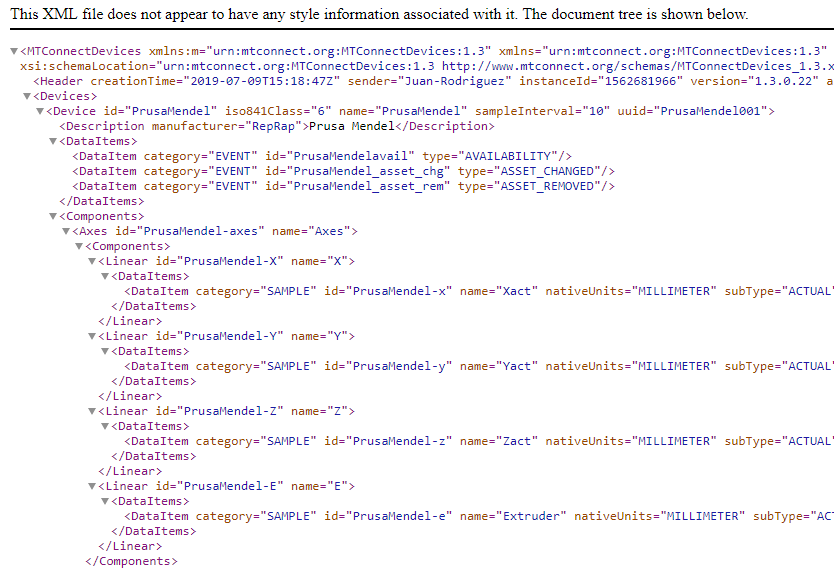 This XML file does not appear to have any style information associated with it. The document tree is shown below.
▼<MTConnectDevices xmlns:m="urn:mtconnect.org:MTConnectDevices:1.3" xmlns="urn:mtconnect.org:MTConnectDevices:1.3"
xsi:schemaLocation="urn:mtconnect.org:MTConnectDevices:1.3 http://www.mtconnect.org/schemas/MTConnectDevices_1.3.x
<Header creationTime="2019-07-09T15:18:47Z" sender="Juan-Rodriguez" instanceId="1562681966" version="1.3.0.22" a
▼<Devices>
▼<Device id="PrusaMendel" iso841Class="6" name="PrusaMendel" sampleInterval="10" uuid="PrusaMendel001">
<Description manufacturer="RepRap">Prusa Mendel</Description>
▼<DataItems>
<DataItem category="EVENT" id="PrusaMendelavail" type="AVAILABILITY"/>
<DataItem category="EVENT" id="PrusaMendel_asset_chg" type="ASSET_CHANGED"/>
<DataItem category="EVENT" id="PrusaMendel_asset_rem" type="ASSET_REMOVED"/>
</DataItems>
▼<Components>
▼<Axes id="PrusaMendel-axes" name="Axes">
▼<Components>
▼<Linear id="PrusaMendel-X" name="X">
▼<DataItems>
<DataItem category="SAMPLE" id="PrusaMendel-x" name="Xact" nativeUnits="MILLIMETER" subType="ACTUAL"
</DataItems>
</Linear>
▼<Linear id="PrusaMendel-Y" name="Y">
▼<DataItems>
<DataItem category="SAMPLE" id="PrusaMendel-y" name="Yact" nativeUnits="MILLIMETER" subType="ACTUAL"
</DataItems>
</Linear>
▼<Linear id="PrusaMendel-Z" name="Z">
▼<DataItems>
<DataItem category="SAMPLE" id="PrusaMendel-z" name="Zact" nativeUnits="MILLIMETER" subType="ACTUAL"
</DataItems>
</Linear>
▼<Linear id="PrusaMendel-E" name="E">
▼<DataItems>
<DataItem category="SAMPLE" id="PrusaMendel-e" name="Extruder" nativeUnits="MILLIMETER" subType="ACT
</DataItems>
</Linear>
</Components>